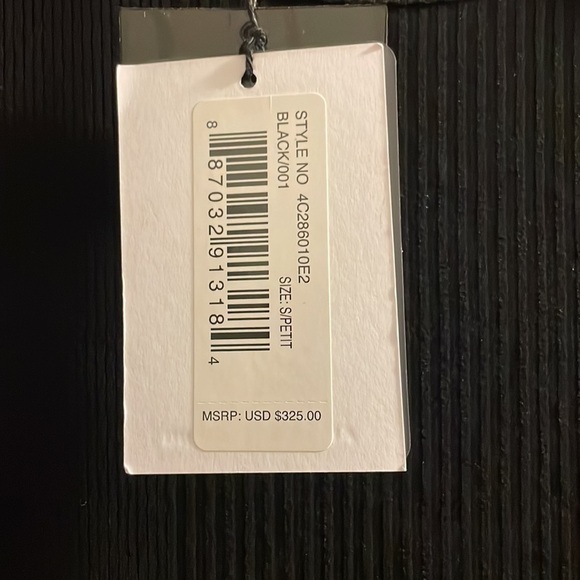 STYLE NO 4C286010E2
BLACK/001
SIZE: S/PETIT
8 87032 91318 4
MSRP: USD $325.00